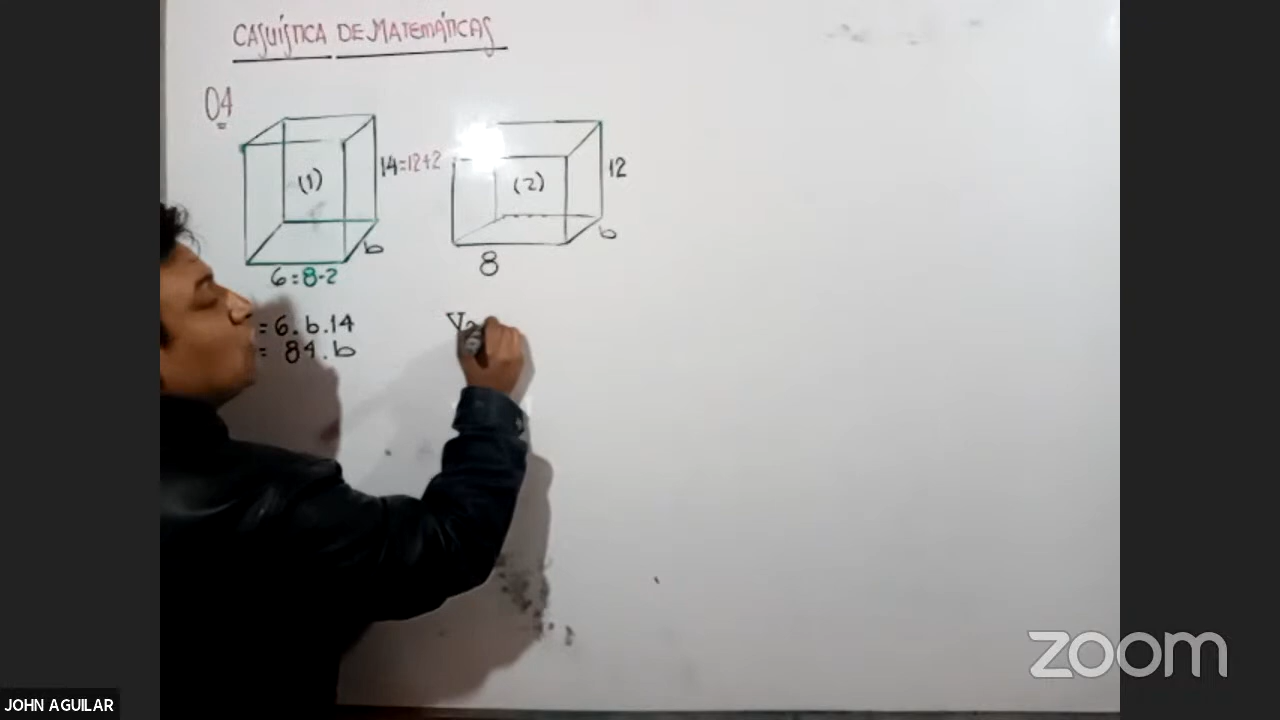 CASUÍSTICA DE MATEMÁTICAS
04
(1)
14=12+2
b
6=8-2
(2)
12
b
8
= 6.b.14
= 84.b
V2
zoom
JOHN AGUILAR